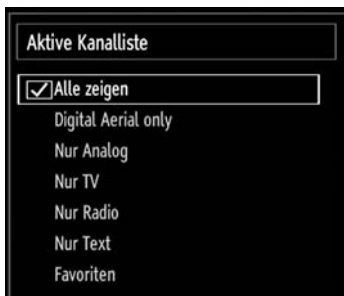 Aktive Kanalliste
Alle zeigen
Digital Aerial only
Nur Analog
Nur TV
Nur Radio
Nur Text
Favoriten